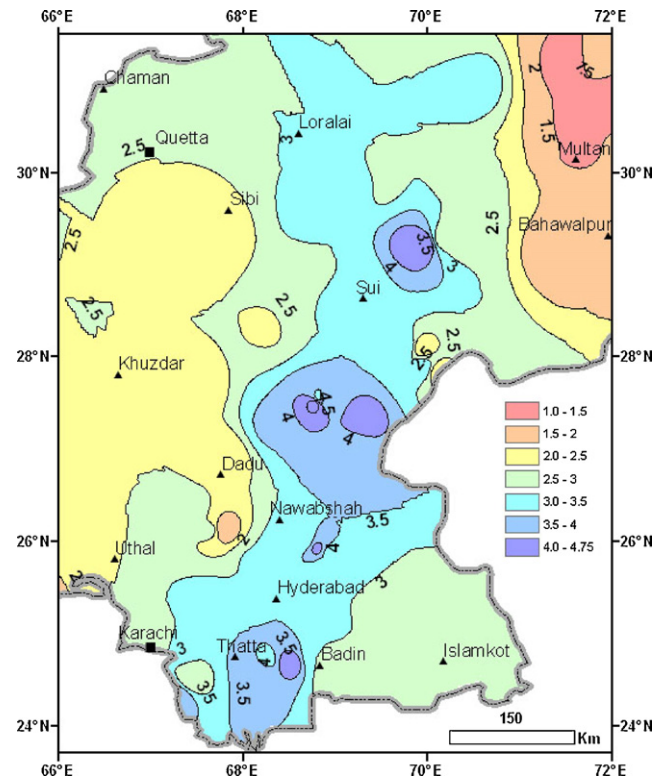 66°E 68°E 70°E 72°E
Chaman
2
1.5
Loralai
3
1.5
Quetta
2.5
Multan
30°N 30°N
Sibi
2.5
Bahawalpur
2.5
3.5
4
3
Sui
2.5
2.5
2.5
28°N 28°N
2.5
Khuzdar
4
4.5
4
1.0 - 1.5
1.5 - 2
2.0 - 2.5
2.5 - 3
3.0 - 3.5
3.5 - 4
4.0 - 4.75
Dadu
Nawabshah
3.5
2
4
26°N 26°N
Uthal
2
Hyderabad
3
Karachi
3
Thatta
3.5
4
Badin
Islamkot
3.5
3.5
150
Km
24°N 24°N
66°E 68°E 70°E 72°E